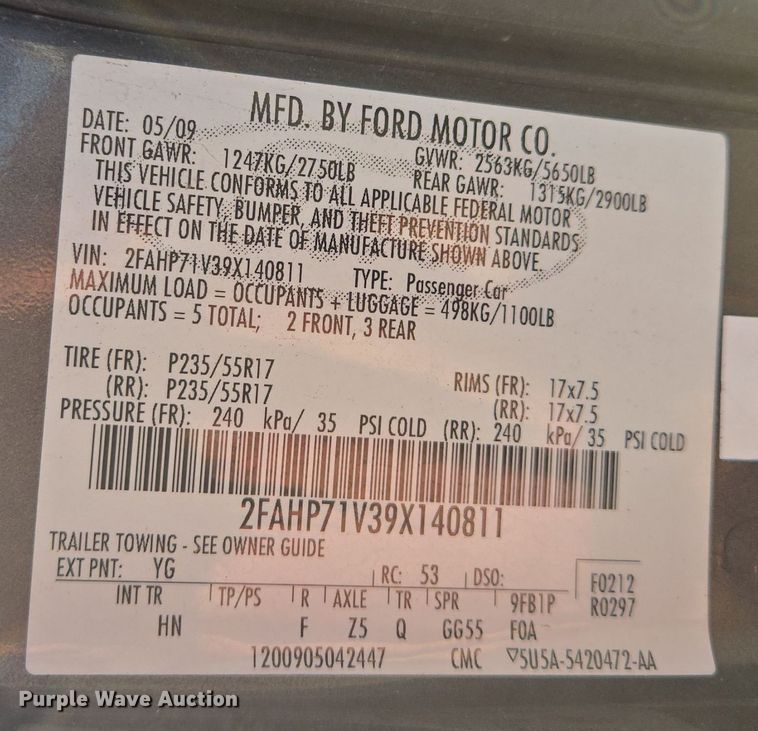 MFD. BY FORD MOTOR CO.
DATE: 05/09 GVWR: 2563KG/5650LB
FRONT GAWR: 1247KG/2750LB REAR GAWR: 1315KG/2900LB
THIS VEHICLE CONFORMS TO ALL APPLICABLE FEDERAL MOTOR
VEHICLE SAFETY, BUMPER, AND THEFT PREVENTION STANDARDS
IN EFFECT ON THE DATE OF MANUFACTURE SHOWN ABOVE.
VIN: 2FAHP71V39X140811 TYPE: Passenger Car
MAXIMUM LOAD = OCCUPANTS + LUGGAGE = 498KG/1100LB
OCCUPANTS = 5 TOTAL; 2 FRONT, 3 REAR
TIRE (FR): P235/55R17 RIMS (FR): 17x7.5
(RR): P235/55R17 (RR): 17x7.5
PRESSURE (FR): 240 kPa/ 35 PSI COLD (RR): 240 kPa/ 35 PSI COLD
2FAHP71V39X140811
TRAILER TOWING - SEE OWNER GUIDE
EXT PNT: YG RC: 53 DSO: F0212
INT TR TP/PS R AXLE TR SPR 9FB1P R0297
HN F Z5 Q GG55 F0A
1200905042447 CMC ▽5U5A-5420472-AA
Purple Wave Auction